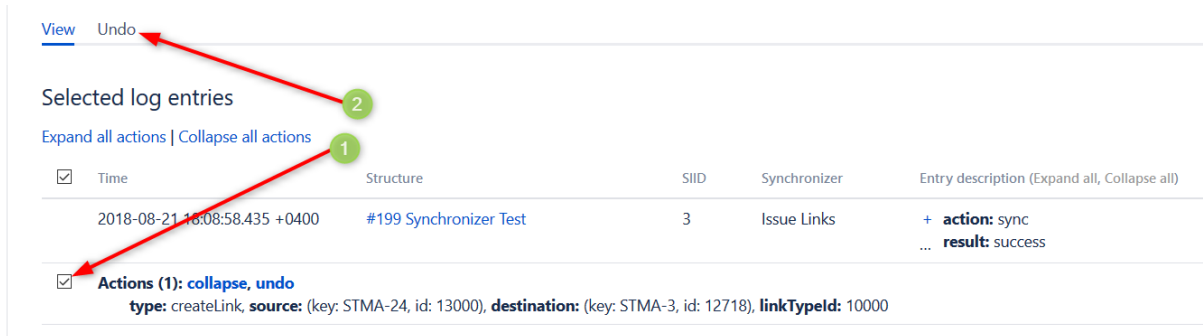 View Undo
2
Selected log entries
Expand all actions | Collapse all actions
1
Time Structure SIID Synchronizer Entry description (Expand all, Collapse all)
2018-08-21 18:08:58.435 +0400 #199 Synchronizer Test 3 Issue Links + action: sync
... result: success
Actions (1): collapse, undo
type: createLink, source: (key: STMA-24, id: 13000), destination: (key: STMA-3, id: 12718), linkTypeId: 10000